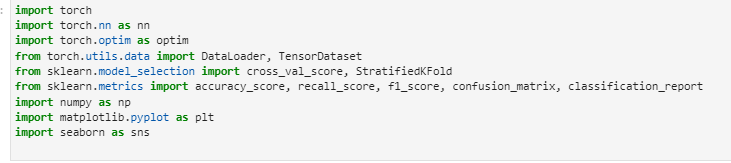 :
import torch
import torch.nn as nn
import torch.optim as optim
from torch.utils.data import DataLoader, TensorDataset
from sklearn.model_selection import cross_val_score, StratifiedKFold
from sklearn.metrics import accuracy_score, recall_score, f1_score, confusion_matrix, classification_report
import numpy as np
import matplotlib.pyplot as plt
import seaborn as sns